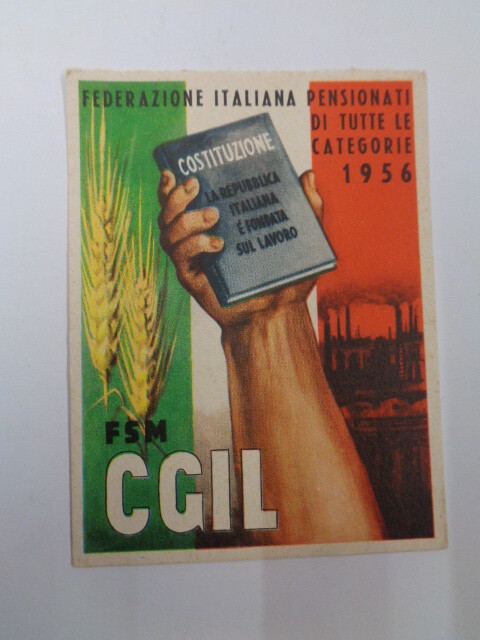 FEDERAZIONE ITALIANA PENSIONATI
DI TUTTE LE
CATEGORIE
1956
COSTITUZIONE
LA REPUBBLICA
ITALIANA
É FONDATA
SUL LAVORO
FSM
CGIL